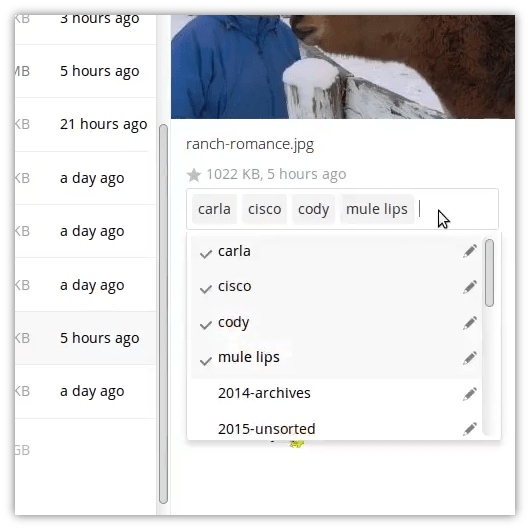 3 hours ago
MB 5 hours ago
KB 21 hours ago
KB a day ago
KB a day ago
KB a day ago
KB 5 hours ago
KB a day ago
GB
ranch-romance.jpg
1022 KB, 5 hours ago
carla cisco cody mule lips
carla
cisco
cody
mule lips
2014-archives
2015-unsorted